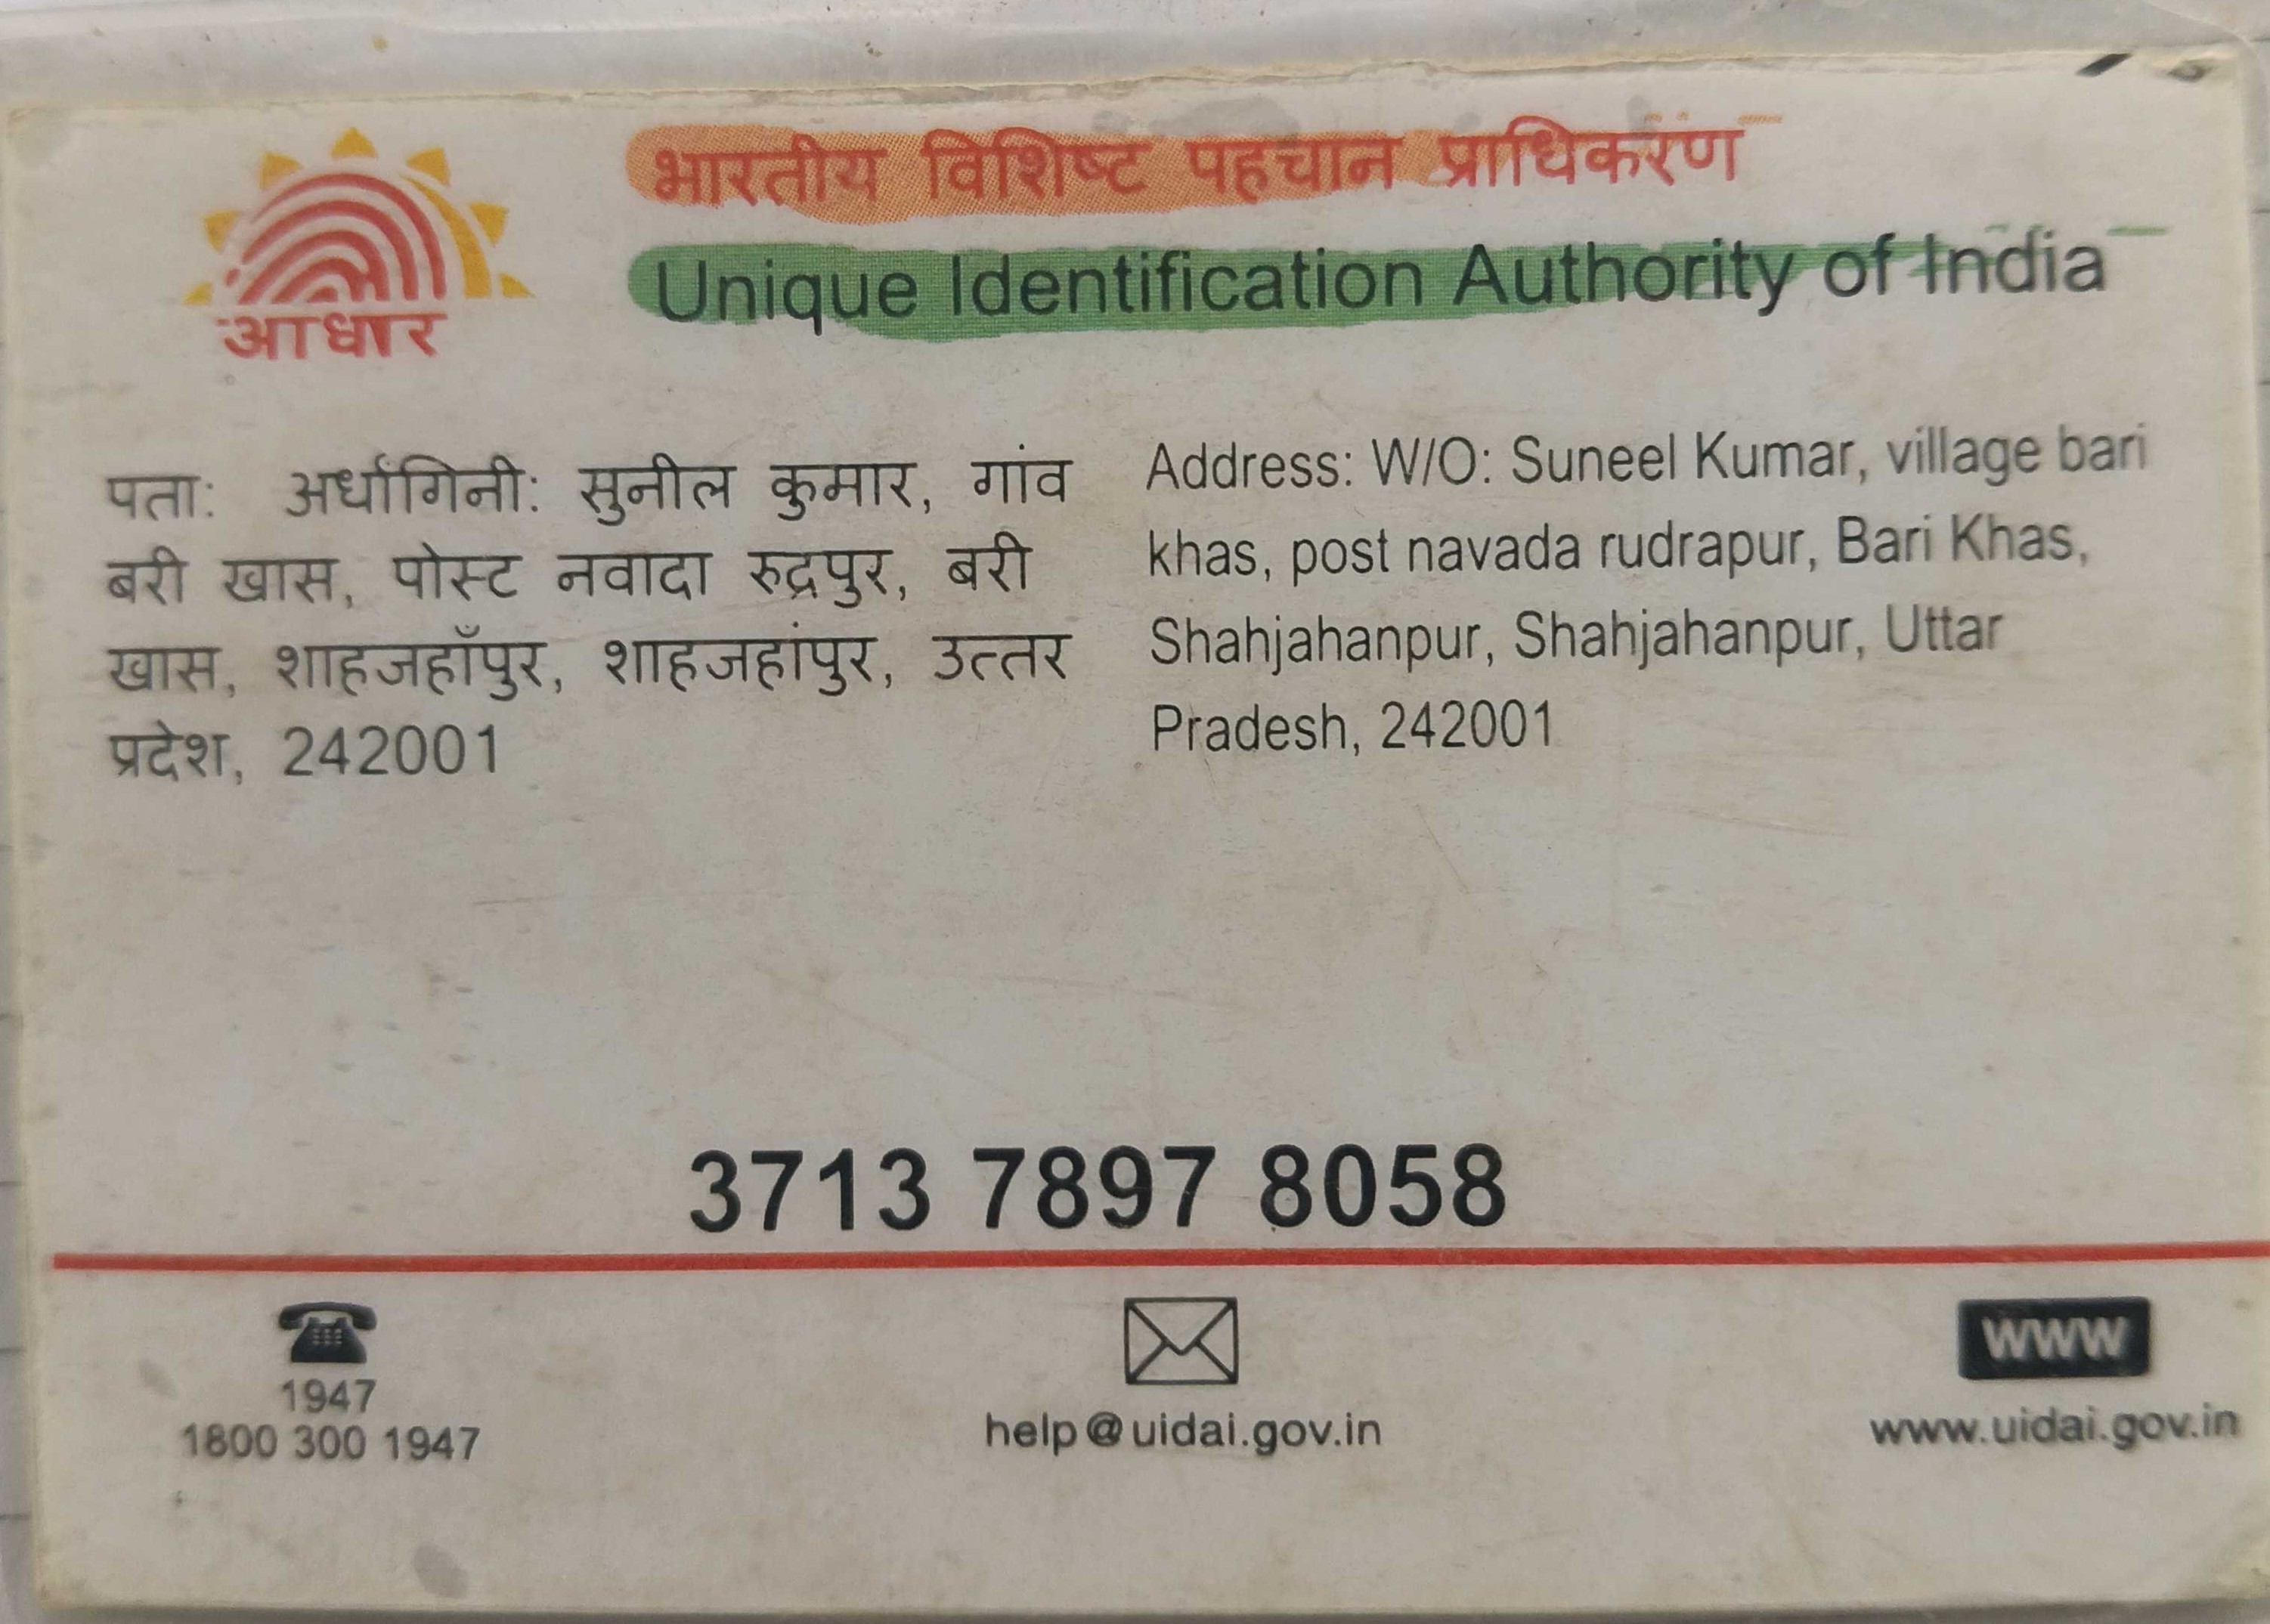 भारतीय विशिष्ट पहचान प्राधिकरण
Unique Identification Authority of India
आधार
पता: अर्धांगिनी: सुनील कुमार, गांव
बरी खास, पोस्ट नवादा रुद्रपुर, बरी
खास, शाहजहाँपुर, शाहजहांपुर, उत्तर
प्रदेश, 242001
Address: W/O: Suneel Kumar, village bari
khas, post navada rudrapur, Bari Khas,
Shahjahanpur, Shahjahanpur, Uttar
Pradesh, 242001
3713 7897 8058
1947
1800 300 1947
help@uidai.gov.in
www
www.uidai.gov.in